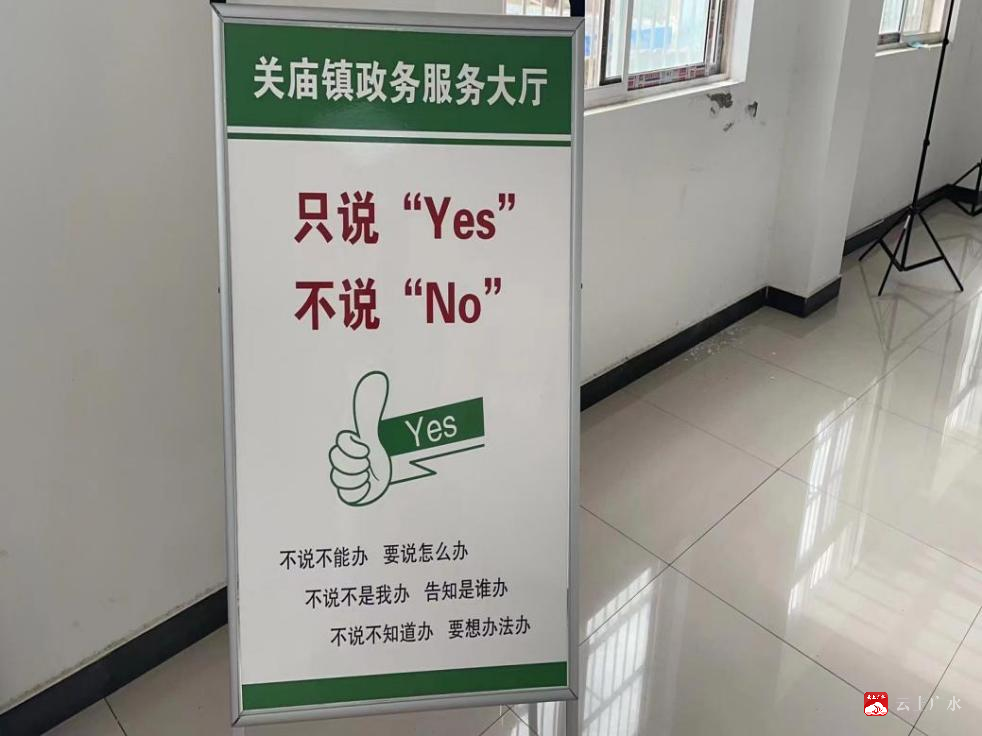 关庙镇政务服务大厅
只说“Yes”
不说“No”
Yes
不说不能办 要说怎么办
不说不是我办 告知是谁办
不说不知道办 要想办法办
云上广水